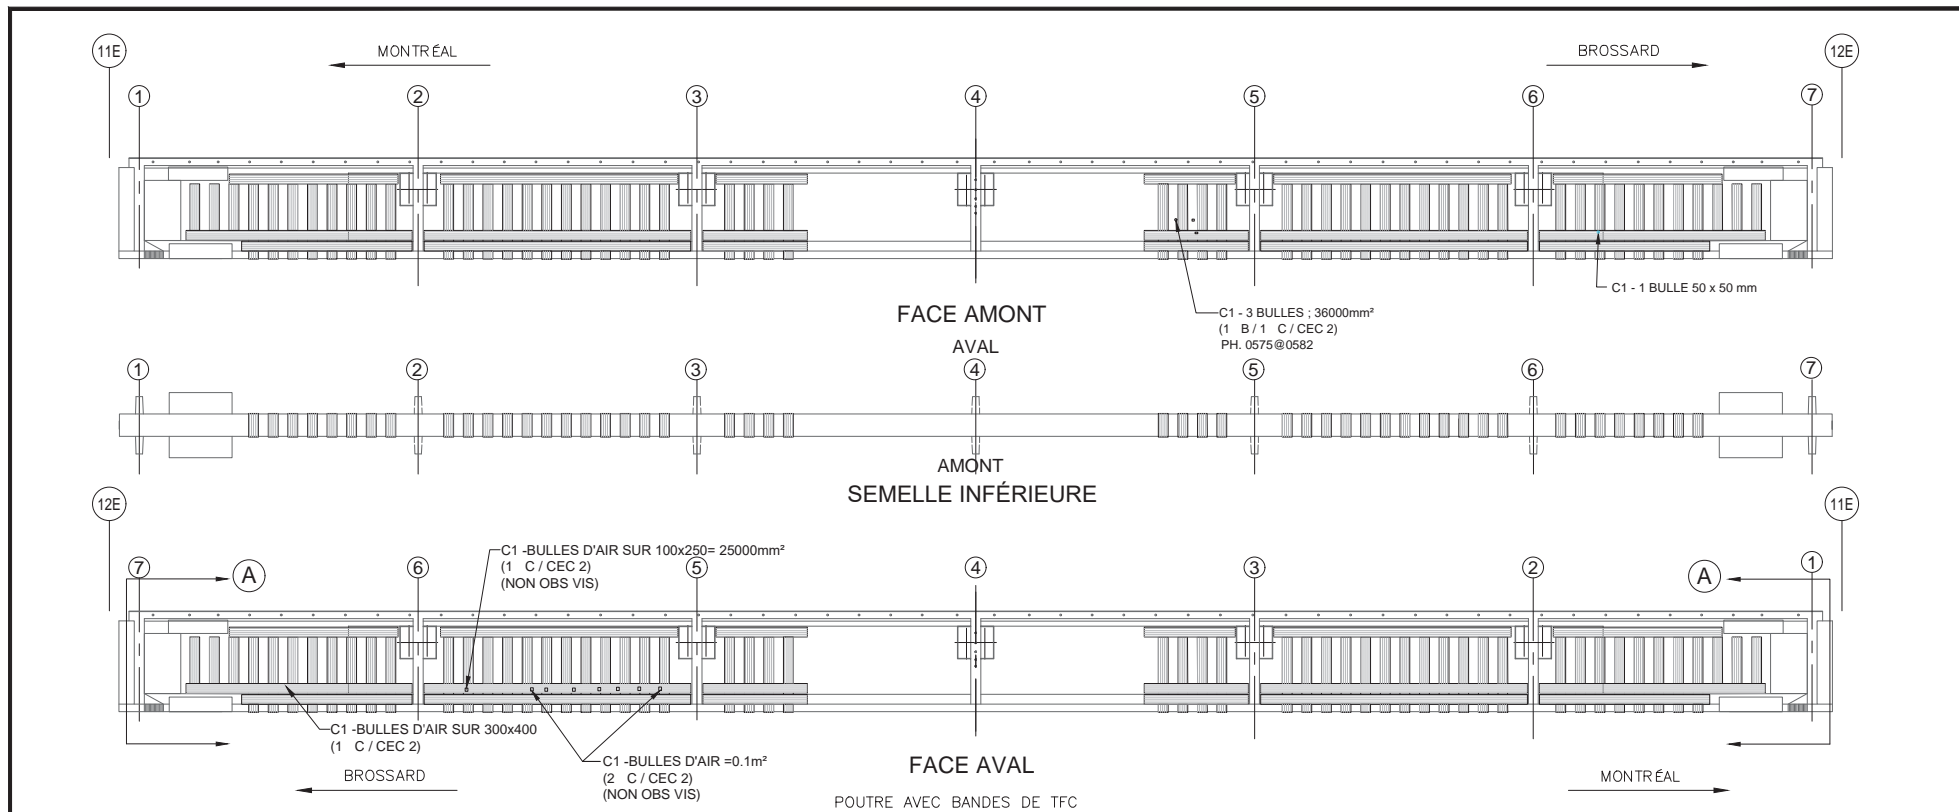 11E
MONTRÉAL
BROSSARD
12E
1
2
3
4
5
6
7
C1 - 1 BULLE 50 x 50 mm
C1 - 3 BULLES ; 36000mm²
(1 B / 1 C / CEC 2)
PH. 0575@0582
FACE AMONT
AVAL
1
2
3
4
5
6
7
AMONT
SEMELLE INFÉRIEURE
12E
11E
C1 -BULLES D'AIR SUR 100x250= 25000mm²
(1 C / CEC 2)
(NON OBS VIS)
7
A
6
5
4
3
2
A
1
C1 -BULLES D'AIR SUR 300x400
(1 C / CEC 2)
C1 -BULLES D'AIR =0.1m²
(2 C / CEC 2)
(NON OBS VIS)
FACE AVAL
BROSSARD
MONTRÉAL
POUTRE AVEC BANDES DE TFC